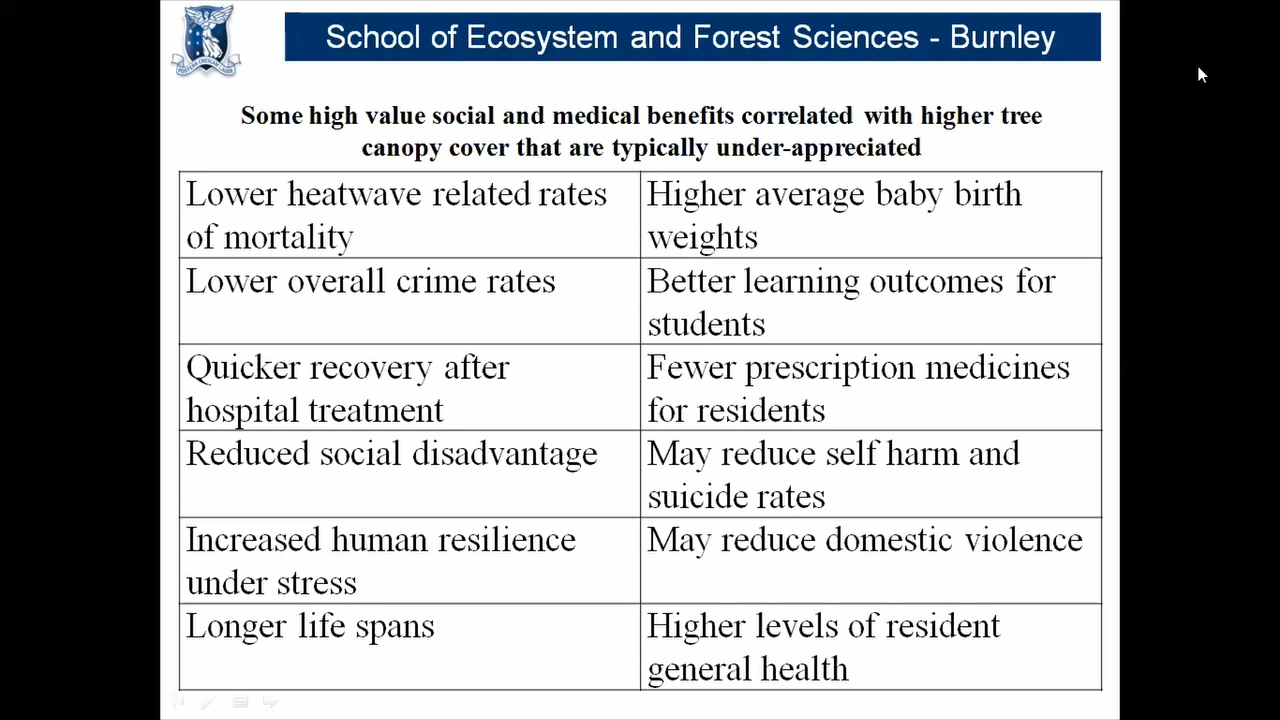 School of Ecosystem and Forest Sciences - Burnley
Some high value social and medical benefits correlated with higher tree
canopy cover that are typically under-appreciated
Lower heatwave related rates
of mortality
Higher average baby birth
weights
Lower overall crime rates
Better learning outcomes for
students
Quicker recovery after
hospital treatment
Fewer prescription medicines
for residents
Reduced social disadvantage
May reduce self harm and
suicide rates
Increased human resilience
under stress
May reduce domestic violence
Longer life spans
Higher levels of resident
general health